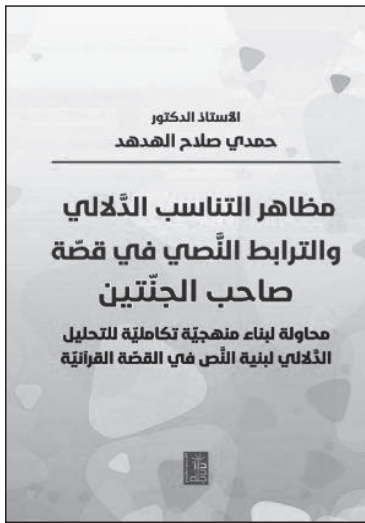 الأستاذ الدكتور
حمدي صلاح الهدهد
مظاهر التناسب الدَّلالي
والترابط النَّصي في قصّة
صاحب الجنّتين
محاولة لبناء منهجيّة تكامليّة للتحليل
الدَّلالي لبنية النَّص في القصّة القرآنيّة